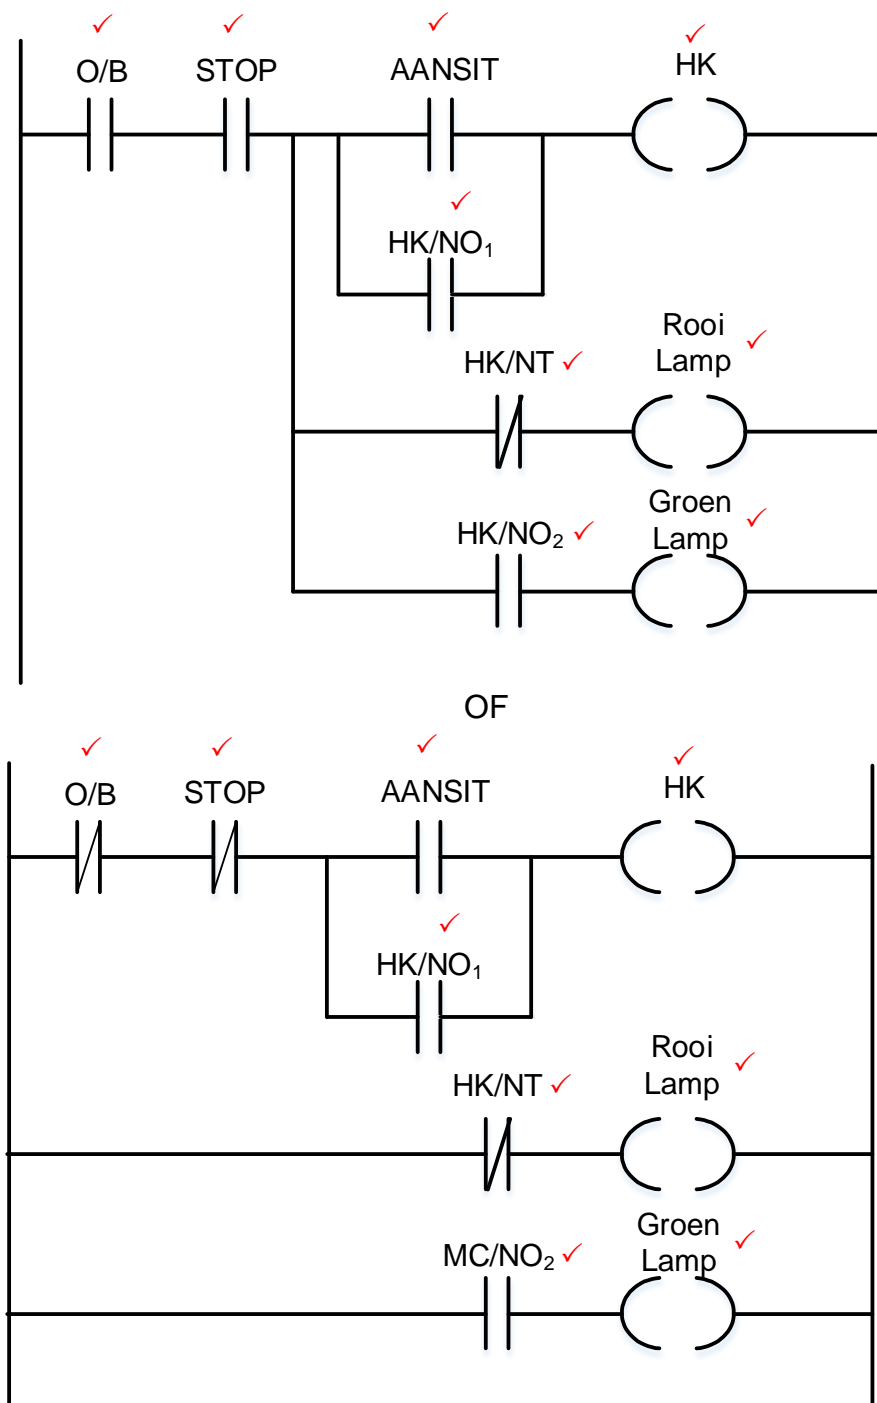 O/B STOP AANSIT HK
HK/NO₁
Rooi
Lamp
HK/NT
Groen
Lamp
HK/NO₂
OF
O/B STOP AANSIT HK
HK/NO₁
Rooi
Lamp
HK/NT
Groen
Lamp
MC/NO₂